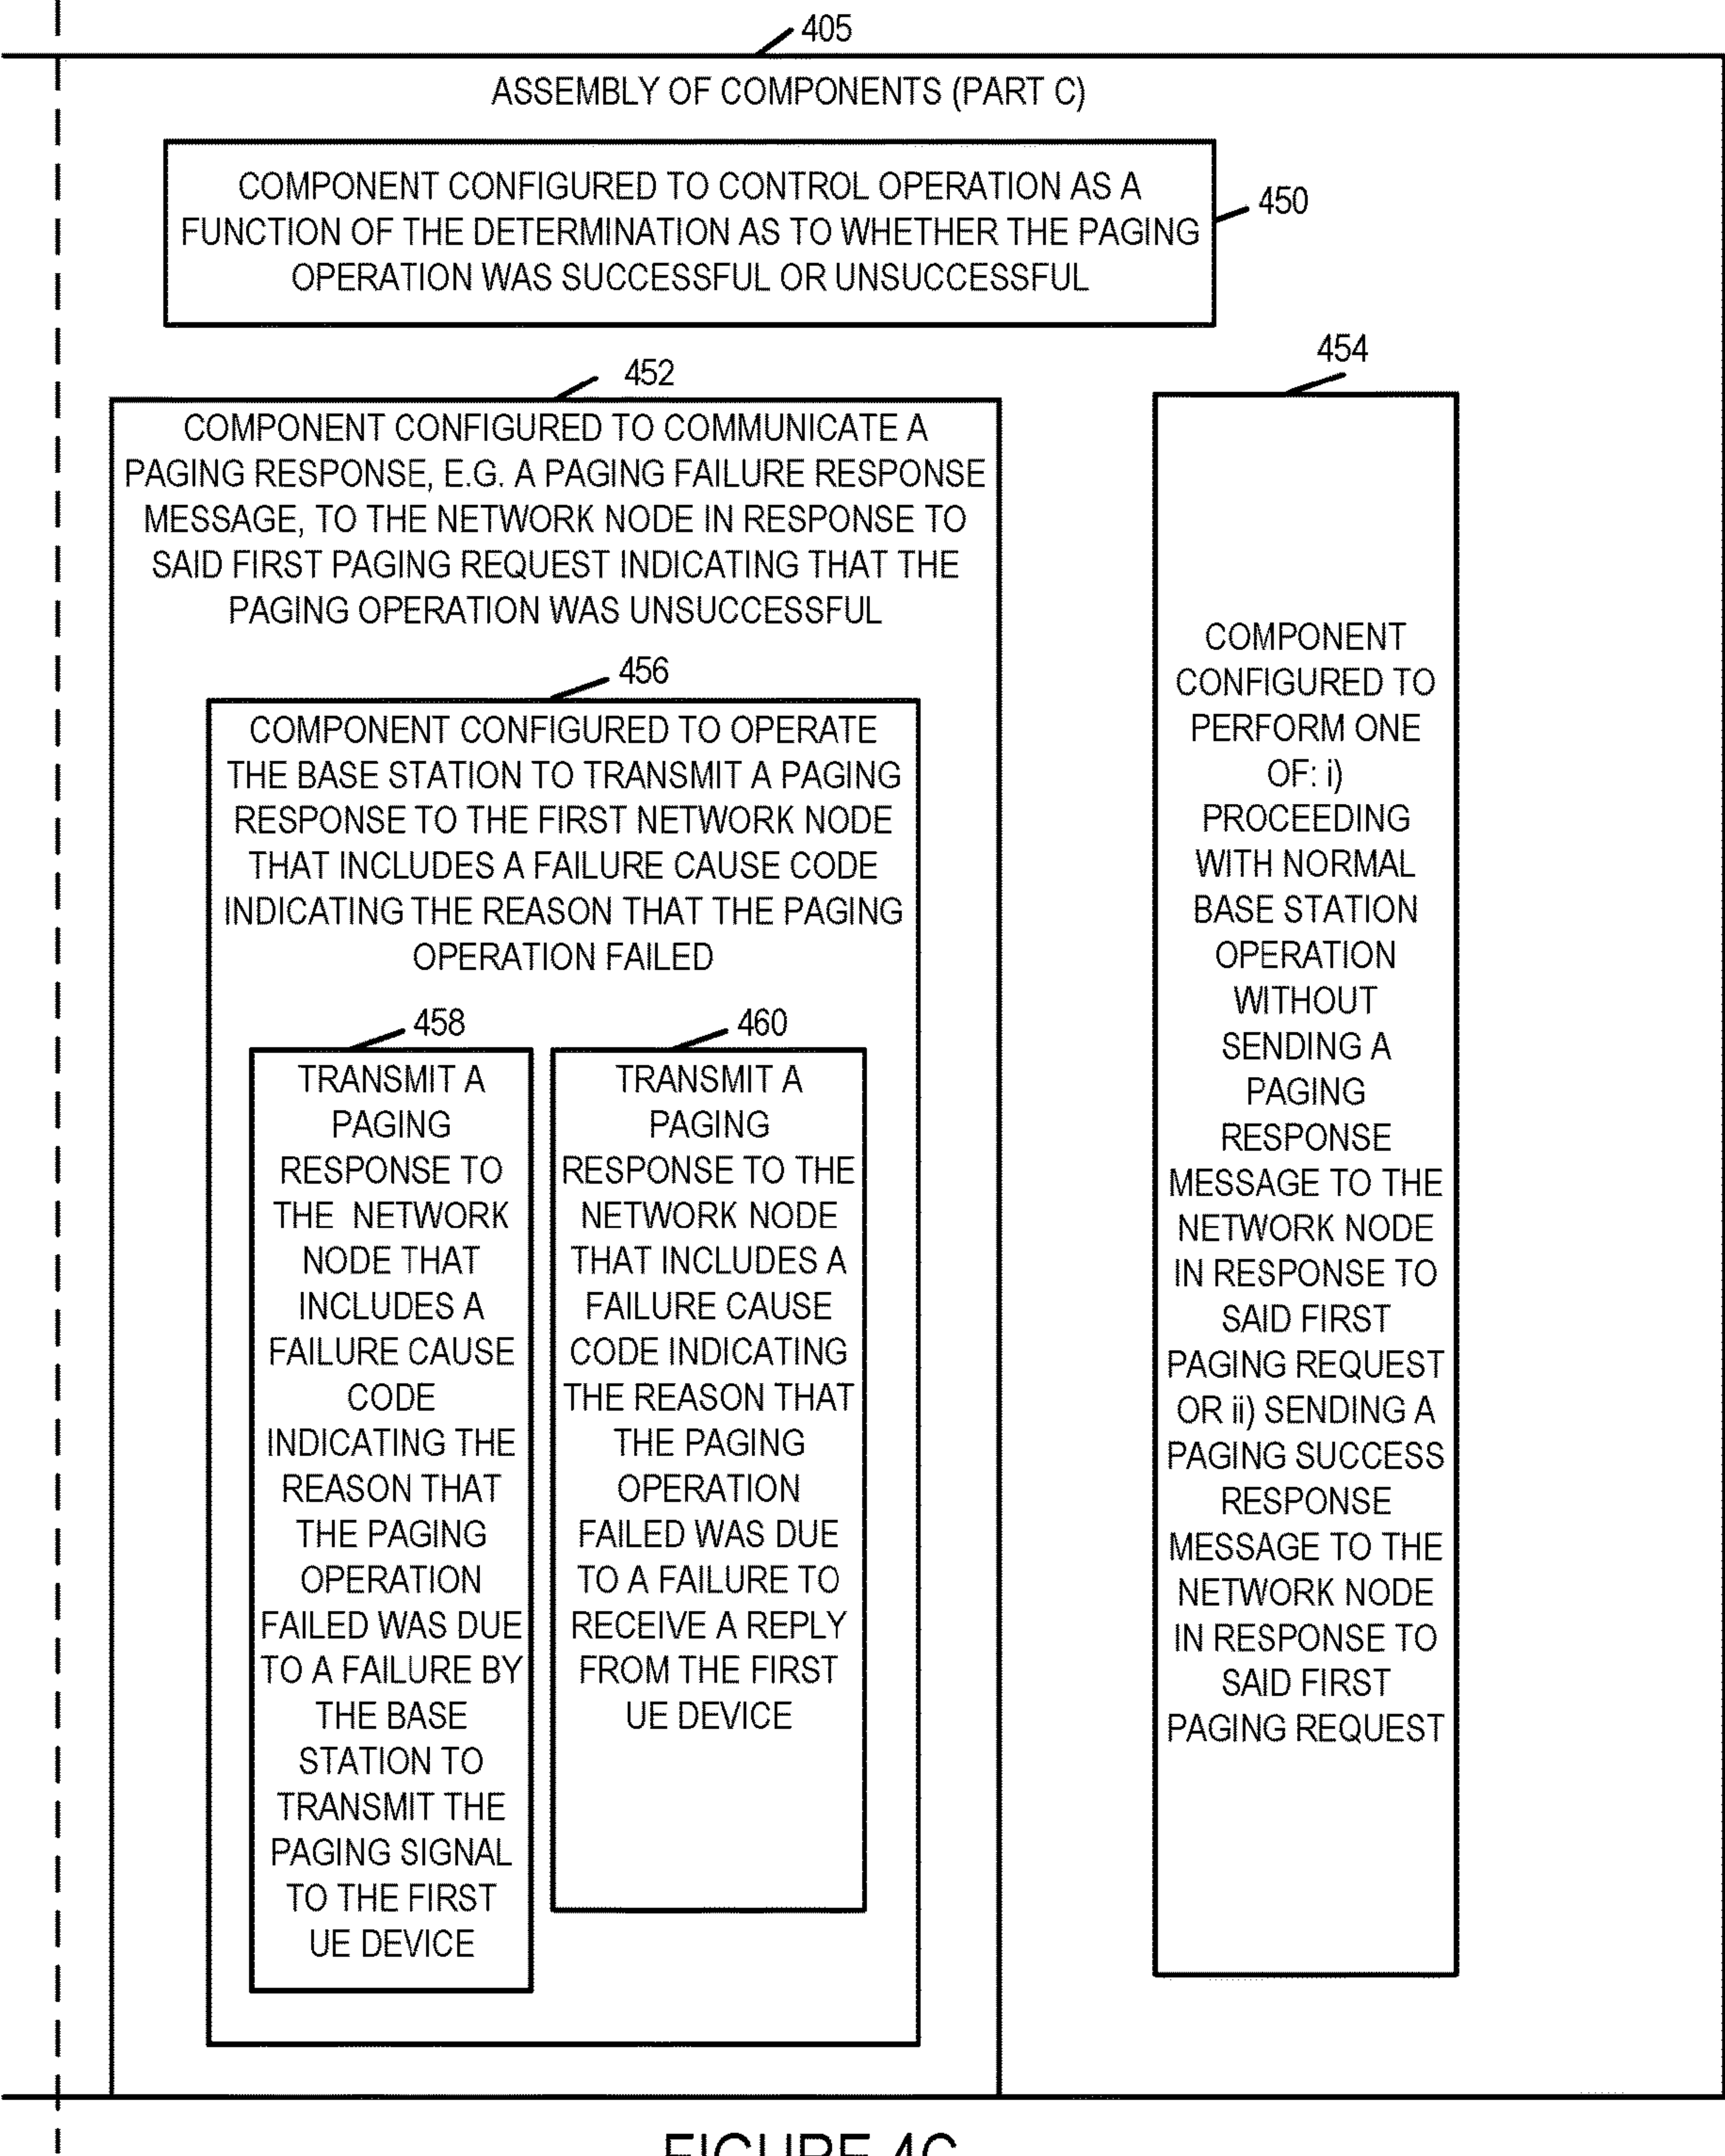 405
ASSEMBLY OF COMPONENTS (PART C)
COMPONENT CONFIGURED TO CONTROL OPERATION AS A
FUNCTION OF THE DETERMINATION AS TO WHETHER THE PAGING
OPERATION WAS SUCCESSFUL OR UNSUCCESSFUL
450
452
COMPONENT CONFIGURED TO COMMUNICATE A
PAGING RESPONSE, E.G. A PAGING FAILURE RESPONSE
MESSAGE, TO THE NETWORK NODE IN RESPONSE TO
SAID FIRST PAGING REQUEST INDICATING THAT THE
PAGING OPERATION WAS UNSUCCESSFUL
456
COMPONENT CONFIGURED TO OPERATE
THE BASE STATION TO TRANSMIT A PAGING
RESPONSE TO THE FIRST NETWORK NODE
THAT INCLUDES A FAILURE CAUSE CODE
INDICATING THE REASON THAT THE PAGING
OPERATION FAILED
458
TRANSMIT A
PAGING
RESPONSE TO
THE NETWORK
NODE THAT
INCLUDES A
FAILURE CAUSE
CODE
INDICATING THE
REASON THAT
THE PAGING
OPERATION
FAILED WAS DUE
TO A FAILURE BY
THE BASE
STATION TO
TRANSMIT THE
PAGING SIGNAL
TO THE FIRST
UE DEVICE
460
TRANSMIT A
PAGING
RESPONSE TO THE
NETWORK NODE
THAT INCLUDES A
FAILURE CAUSE
CODE INDICATING
THE REASON THAT
THE PAGING
OPERATION
FAILED WAS DUE
TO A FAILURE TO
RECEIVE A REPLY
FROM THE FIRST
UE DEVICE
454
COMPONENT
CONFIGURED TO
PERFORM ONE
OF: i)
PROCEEDING
WITH NORMAL
BASE STATION
OPERATION
WITHOUT
SENDING A
PAGING
RESPONSE
MESSAGE TO THE
NETWORK NODE
IN RESPONSE TO
SAID FIRST
PAGING REQUEST
OR ii) SENDING A
PAGING SUCCESS
RESPONSE
MESSAGE TO THE
NETWORK NODE
IN RESPONSE TO
SAID FIRST
PAGING REQUEST
FIGURE 4C